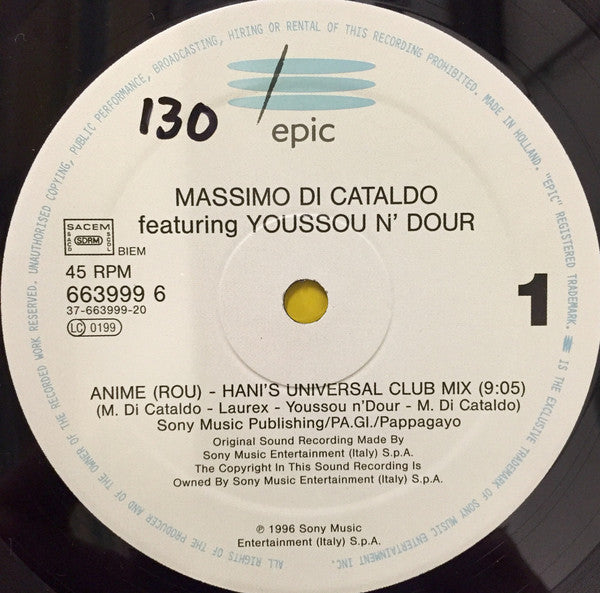 130
epic
MASSIMO DI CATALDO
featuring YOUSSOU N' DOUR
SACEM
SACD SDRM SGDL
BIEM
45 RPM
663999 6
37-663999-20
LC 0199
1
ANIME (ROU) - HANI'S UNIVERSAL CLUB MIX (9:05)
(M. Di Cataldo - Laurex - Youssou n'Dour - M. Di Cataldo)
Sony Music Publishing/PA.GI./Pappagayo
Original Sound Recording Made By
Sony Music Entertainment (Italy) S.p.A.
The Copyright In This Sound Recording Is
Owned By Sony Music Entertainment (Italy) S.p.A.
℗ 1996 Sony Music
Entertainment (Italy) S.p.A.
ALL RIGHTS OF THE PRODUCER AND OF THE OWNER OF THE RECORDED WORK RESERVED. UNAUTHORISED COPYING, PUBLIC PERFORMANCE, BROADCASTING, HIRING OR RENTAL OF THIS RECORDING PROHIBITED. MADE IN HOLLAND. "EPIC" REGISTERED TRADEMARK. IS THE EXCLUSIVE TRADEMARK OF SONY MUSIC ENTERTAINMENT INC.